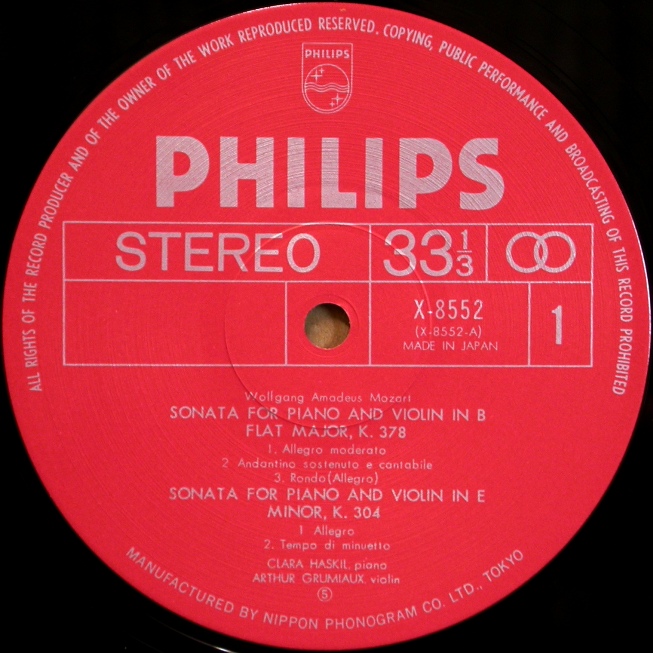 ALL RIGHTS OF THE RECORD PRODUCER AND OF THE OWNER OF THE WORK REPRODUCED RESERVED. COPYING, PUBLIC PERFORMANCE AND BROADCASTING OF THIS RECORD PROHIBITED
PHILIPS
PHILIPS
STEREO 33 1/3
X-8552
(X-8552-A)
MADE IN JAPAN
1
Wolfgang Amadeus Mozart
SONATA FOR PIANO AND VIOLIN IN B
FLAT MAJOR, K. 378
1. Allegro moderato
2 Andantino sostenuto e cantabile
3. Rondo(Allegro)
SONATA FOR PIANO AND VIOLIN IN E
MINOR, K. 304
1 Allegro
2. Tempo di minuetto
CLARA HASKIL, piano
ARTHUR GRUMIAUX, violin
⑤
MANUFACTURED BY NIPPON PHONOGRAM CO. LTD., TOKYO